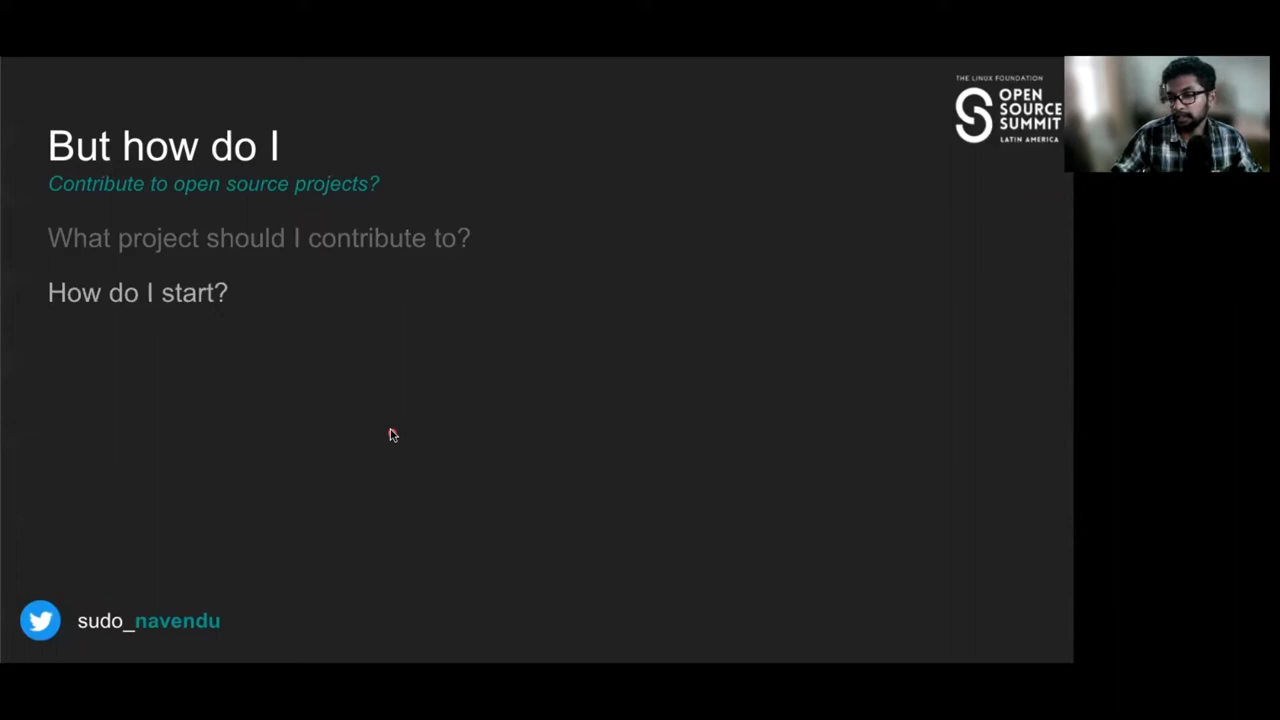 THE LINUX FOUNDATION
OPEN
SOURCE
SUMMIT
LATIN AMERICA
But how do I
Contribute to open source projects?
What project should I contribute to?
How do I start?
sudo_navendu